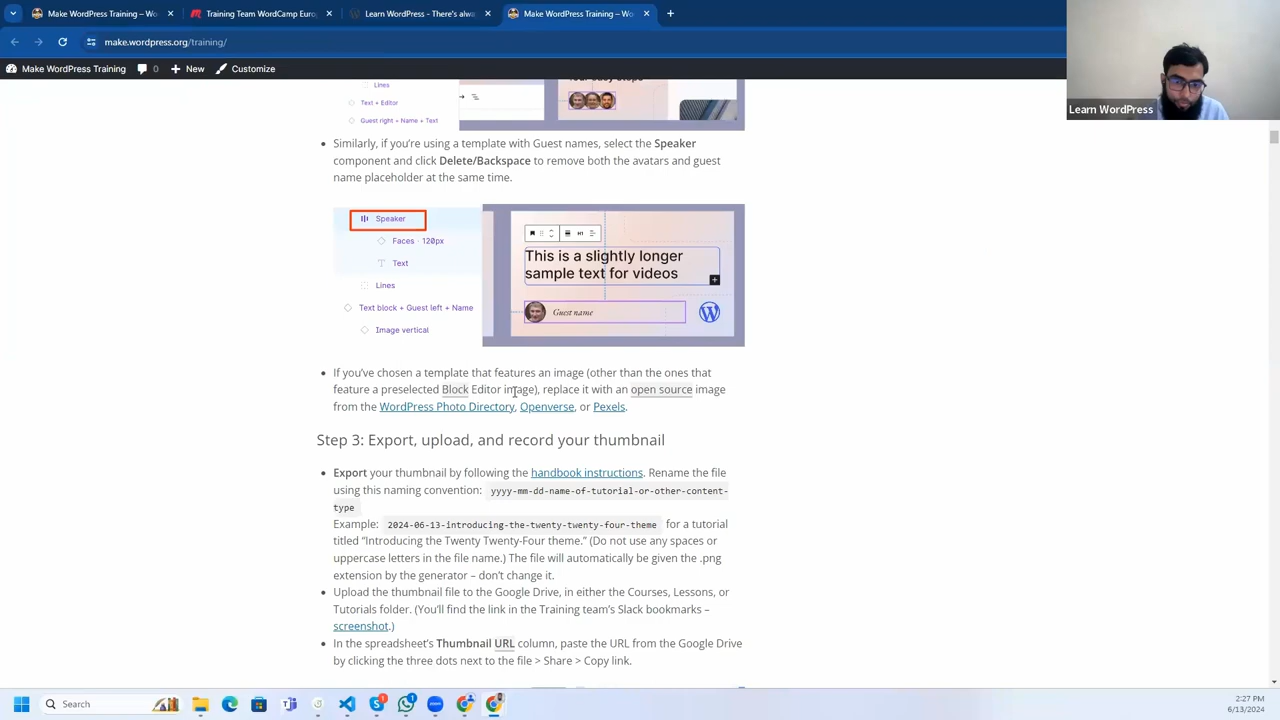 Make WordPress Training – Wo
Training Team WordCamp Euro
Learn WordPress - There's alwa
Make WordPress Training – Wo
make.wordpress.org/training/
Make WordPress Training
0
New
Customize
Lines
Text + Editor
Guest right + Name + Text
Similarly, if you're using a template with Guest names, select the Speaker
component and click Delete/Backspace to remove both the avatars and guest
name placeholder at the same time.
Speaker
Faces · 120px
Text
Lines
Text block + Guest left + Name
Image vertical
H1
This is a slightly longer
sample text for videos
Guest name
If you've chosen a template that features an image (other than the ones that
feature a preselected Block Editor image), replace it with an open source image
from the WordPress Photo Directory, Openverse, or Pexels.
Step 3: Export, upload, and record your thumbnail
Export your thumbnail by following the handbook instructions. Rename the file
using this naming convention: yyyy-mm-dd-name-of-tutorial-or-other-content-
type
Example: 2024-06-13-introducing-the-twenty-twenty-four-theme for a tutorial
titled “Introducing the Twenty Twenty-Four theme.” (Do not use any spaces or
uppercase letters in the file name.) The file will automatically be given the .png
extension by the generator – don't change it.
Upload the thumbnail file to the Google Drive, in either the Courses, Lessons, or
Tutorials folder. (You'll find the link in the Training team's Slack bookmarks –
screenshot.)
In the spreadsheet's Thumbnail URL column, paste the URL from the Google Drive
by clicking the three dots next to the file > Share > Copy link.
Learn WordPress
Search
2:27 PM
6/13/2024